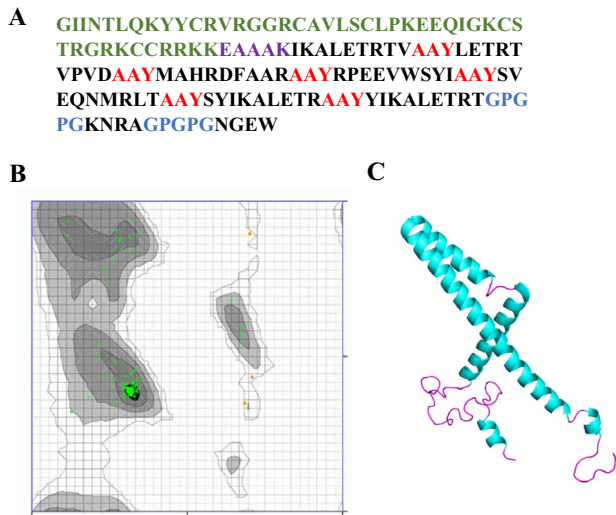 A
GIINTLQKYYCRVRGGRCAVLSCLPKEEQIGKCS
TRGRKCCRRKKEAAAKIKALETRTVAAYLETRT
VPVDAAYMAHRDFAARAAYRPEEVWSYIAAYSV
EQNMRLTAAYSYIKALETRAAYYIKALETRTGPG
PGKNRAGPGPGNGEW
B
C